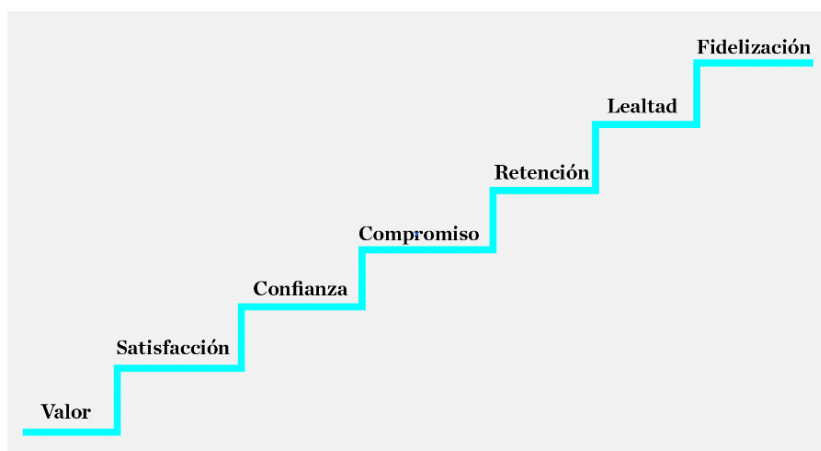 Fidelización
Lealtad
Retención
Compromiso
Confianza
Satisfacción
Valor